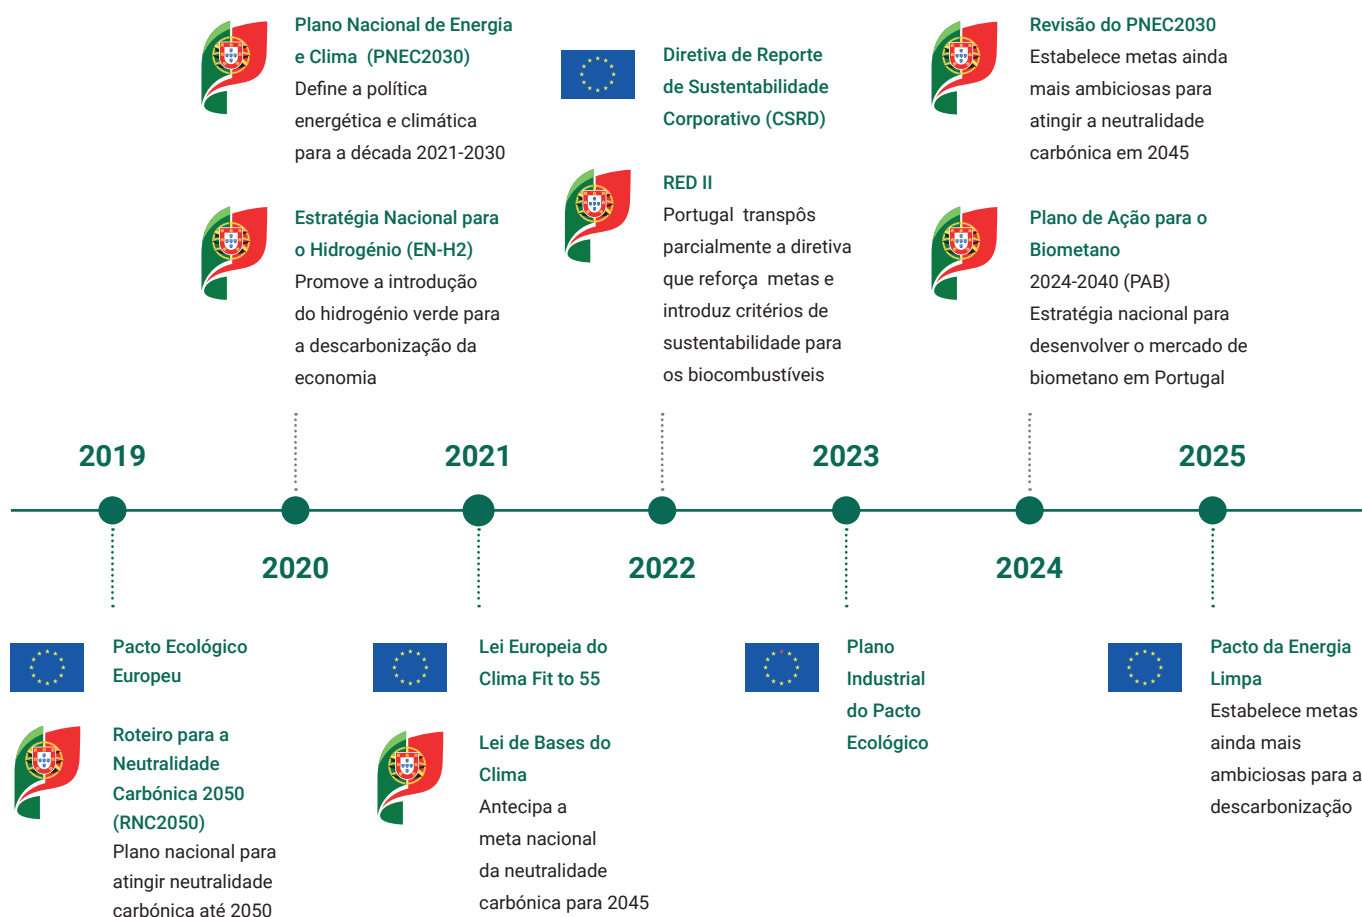 Plano Nacional de Energia
e Clima (PNEC2030)
Define a política
energética e climática
para a década 2021-2030
Estratégia Nacional para
o Hidrogénio (EN-H2)
Promove a introdução
do hidrogénio verde para
a descarbonização da
economia
Diretiva de Reporte
de Sustentabilidade
Corporativo (CSRD)
RED II
Portugal transpôs
parcialmente a diretiva
que reforça metas e
introduz critérios de
sustentabilidade para
os biocombustíveis
Revisão do PNEC2030
Estabelece metas ainda
mais ambiciosas para
atingir a neutralidade
carbónica em 2045
Plano de Ação para o
Biometano
2024-2040 (PAB)
Estratégia nacional para
desenvolver o mercado de
biometano em Portugal
2019
2021
2023
2025
2020
2022
2024
Pacto Ecológico
Europeu
Roteiro para a
Neutralidade
Carbónica 2050
(RNC2050)
Plano nacional para
atingir neutralidade
carbónica até 2050
Lei Europeia do
Clima Fit to 55
Lei de Bases do
Clima
Antecipa a
meta nacional
da neutralidade
carbónica para 2045
Plano
Industrial
do Pacto
Ecológico
Pacto da Energia
Limpa
Estabelece metas
ainda mais
ambiciosas para a
descarbonização